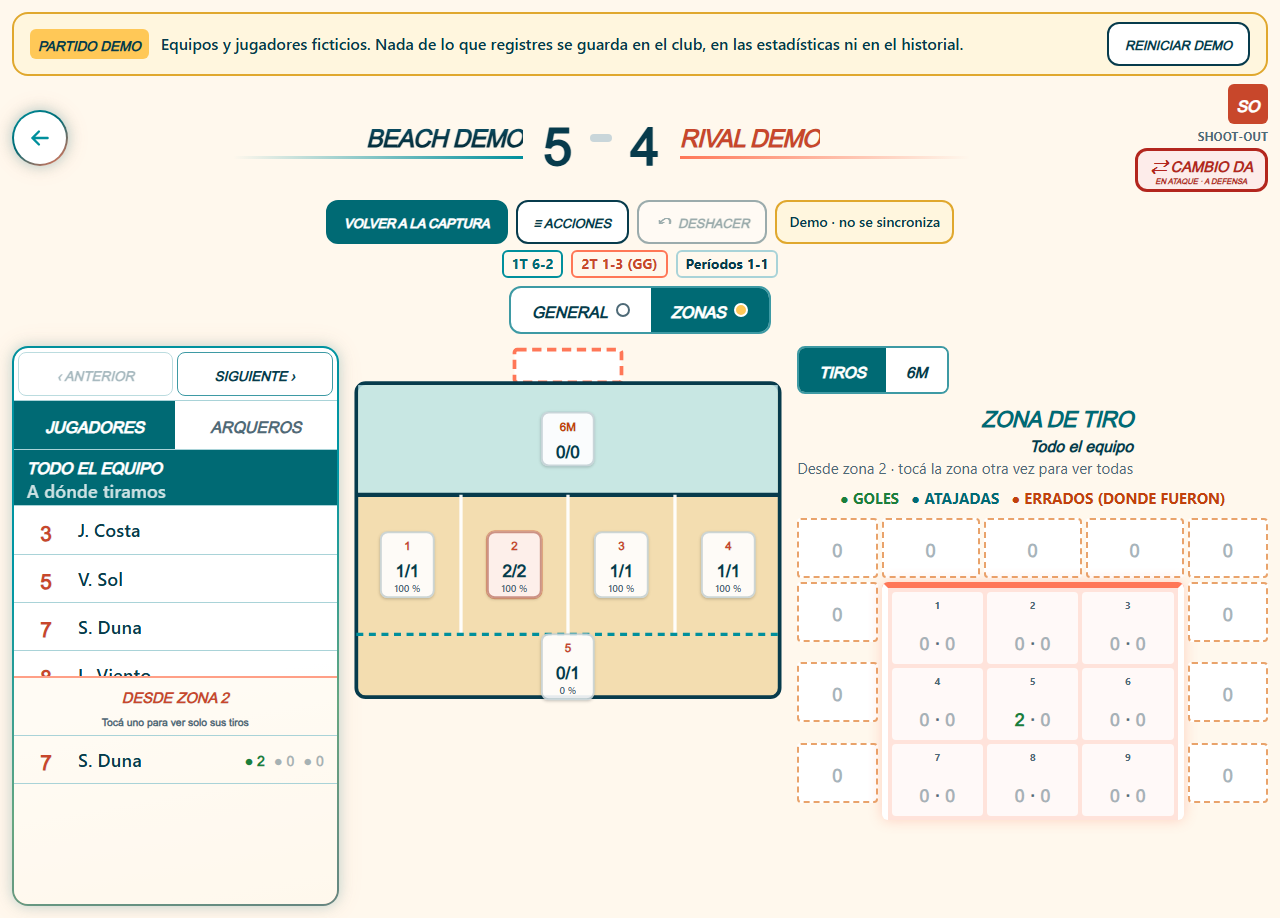 PARTIDO DEMO Equipos y jugadores ficticios. Nada de lo que registres se guarda en el club, en las estadísticas ni en el historial. REINICIAR DEMO
BEACH DEMO 5 – 4 RIVAL DEMO
SO
SHOOT-OUT
⇄ CAMBIO DA
EN ATAQUE · A DEFENSA
VOLVER A LA CAPTURA ≡ ACCIONES ↶ DESHACER Demo · no se sincroniza
1T 6-2 2T 1-3 (GG) Períodos 1-1
GENERAL ZONAS
‹ ANTERIOR SIGUIENTE ›
JUGADORES ARQUEROS
TODO EL EQUIPO
A dónde tiramos
3 J. Costa
5 V. Sol
7 S. Duna
8 L. Viento
DESDE ZONA 2
Tocá uno para ver solo sus tiros
7 S. Duna ● 2 ● 0 ● 0
6M
0/0
1 2 3 4
1/1 2/2 1/1 1/1
100 % 100 % 100 % 100 %
5
0/1
0 %
TIROS 6M
ZONA DE TIRO
Todo el equipo
Desde zona 2 · tocá la zona otra vez para ver todas
● GOLES ● ATAJADAS ● ERRADOS (DONDE FUERON)
0 0 0 0 0
1 2 3
0 0 · 0 0 · 0 0 · 0 0
4 5 6
0 0 · 0 2 · 0 0 · 0 0
7 8 9
0 0 · 0 0 · 0 0 · 0 0